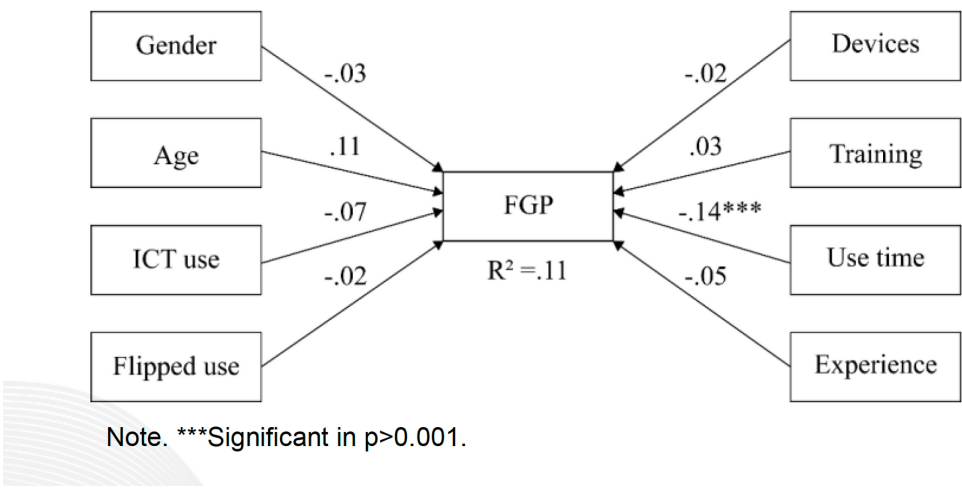 Gender
Devices
-.03
-.02
Age
.11
.03
Training
FGP
-.07
-.14***
ICT use
R² =.11
Use time
-.02
-.05
Flipped use
Experience
Note. ***Significant in p>0.001.